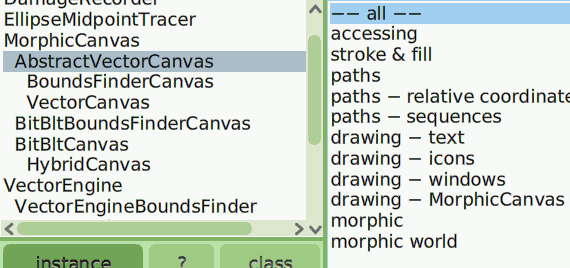 DamageRecorder
EllipseMidpointTracer
MorphicCanvas
AbstractVectorCanvas
BoundsFinderCanvas
VectorCanvas
BitBltBoundsFinderCanvas
BitBltCanvas
HybridCanvas
VectorEngine
VectorEngineBoundsFinder
instance
?
class
-- all --
accessing
stroke & fill
paths
paths - relative coordinate
paths - sequences
drawing - text
drawing - icons
drawing - windows
drawing - MorphicCanvas
morphic
morphic world